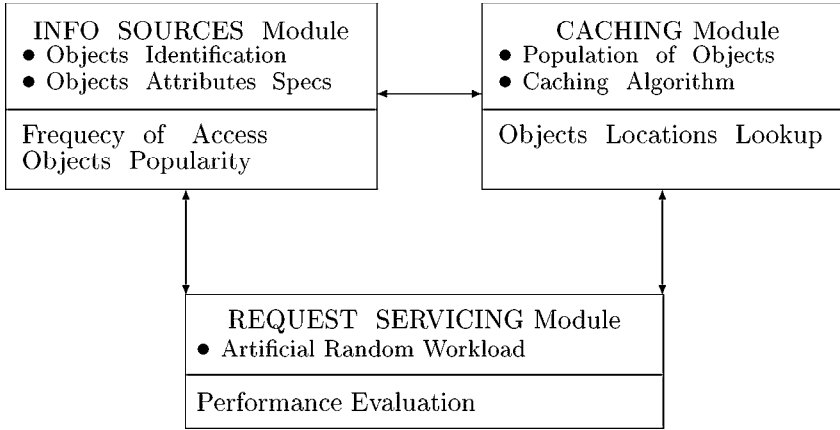 INFO SOURCES Module
● Objects Identification
● Objects Attributes Specs
Frequecy of Access
Objects Popularity
CACHING Module
● Population of Objects
● Caching Algorithm
Objects Locations Lookup
REQUEST SERVICING Module
● Artificial Random Workload
Performance Evaluation